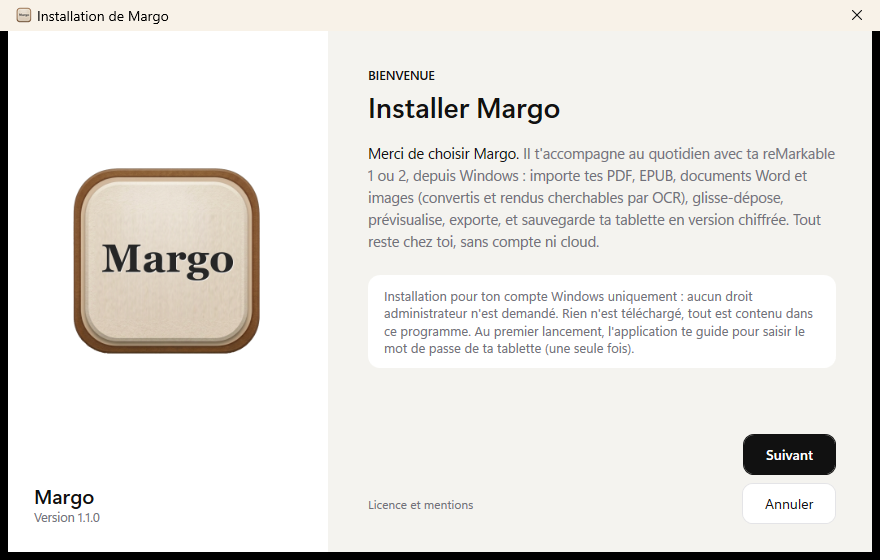 Margo
Installation de Margo
Margo
Margo
Version 1.1.0
BIENVENUE
Installer Margo
Merci de choisir Margo. Il t'accompagne au quotidien avec ta reMarkable
1 ou 2, depuis Windows : importe tes PDF, EPUB, documents Word et
images (convertis et rendus cherchables par OCR), glisse-dépose,
prévisualise, exporte, et sauvegarde ta tablette en version chiffrée. Tout
reste chez toi, sans compte ni cloud.
Installation pour ton compte Windows uniquement : aucun droit
administrateur n'est demandé. Rien n'est téléchargé, tout est contenu dans
ce programme. Au premier lancement, l'application te guide pour saisir le
mot de passe de ta tablette (une seule fois).
Suivant
Licence et mentions
Annuler